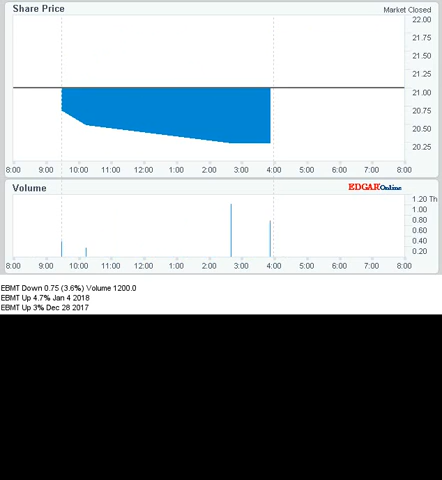 Share Price
Market Closed
22.00
21.75
21.50
21.25
21.00
20.75
20.50
20.25
8:00 9:00 10:00 11:00 12:00 1:00 2:00 3:00 4:00 5:00 6:00 7:00 8:00
Volume
EDGAROnline
1.20 Th
1.00
0.80
0.60
0.40
0.20
8:00 9:00 10:00 11:00 12:00 1:00 2:00 3:00 4:00 5:00 6:00 7:00 8:00
EBMT Down 0.75 (3.6%) Volume 1200.0
EBMT Up 4.7% Jan 4 2018
EBMT Up 3% Dec 28 2017